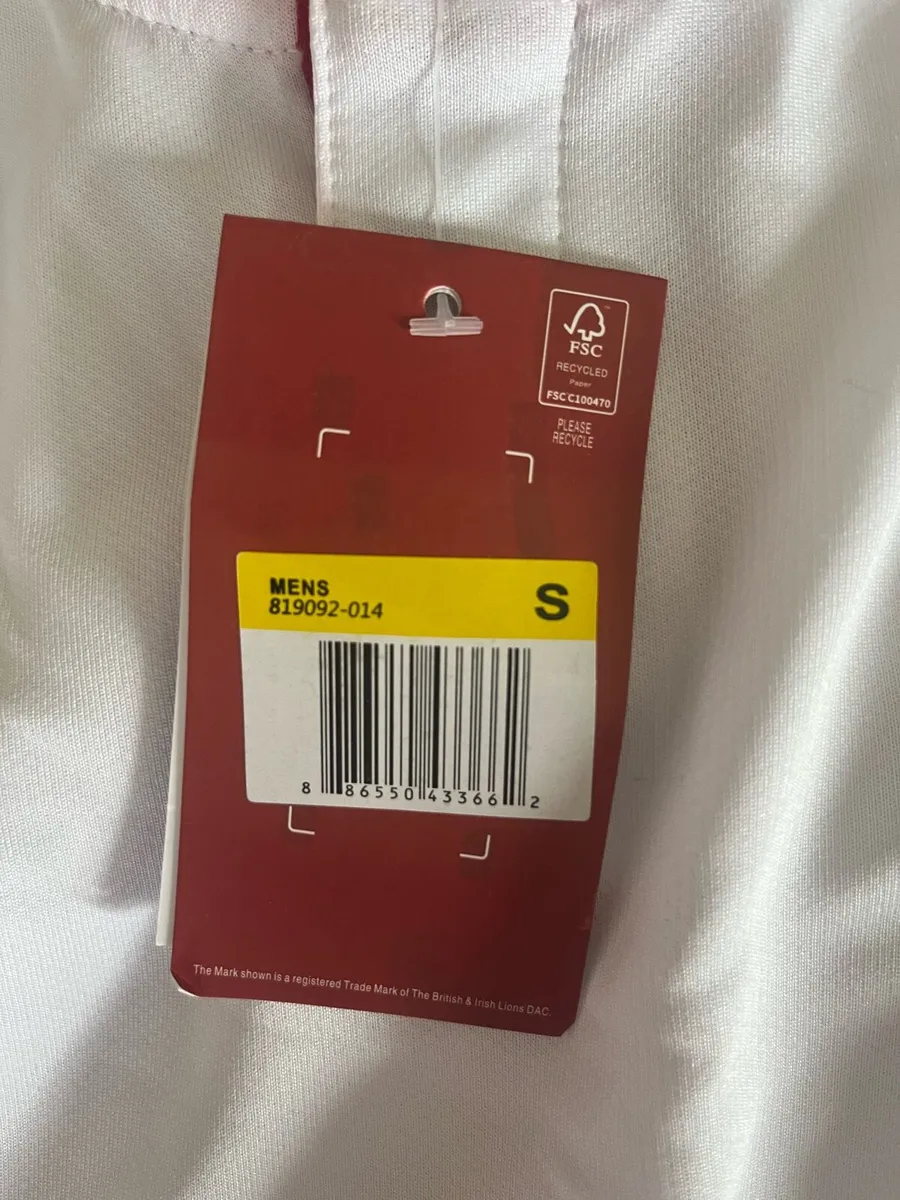 FSC
RECYCLED
Paper
FSC C100470
PLEASE
RECYCLE
MENS
819092-014
S
8 86550 43366 2
The Mark shown is a registered Trade Mark of The British & Irish Lions DAC.